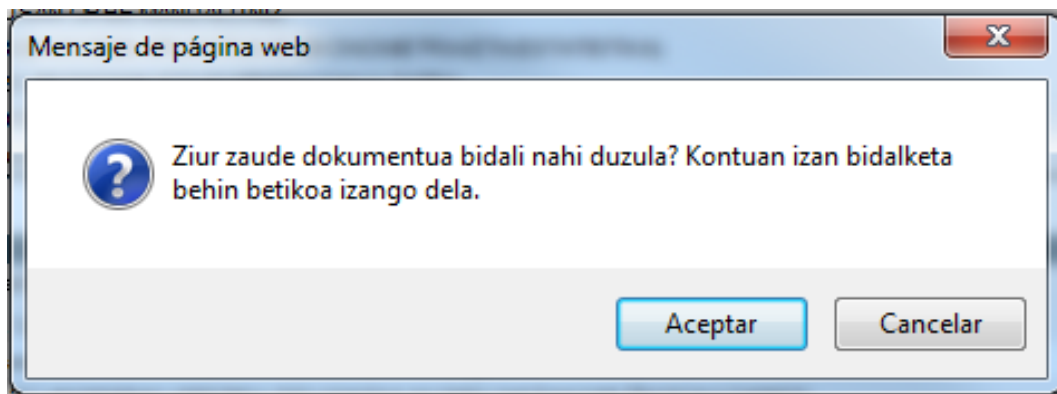 Mensaje de página web
Ziur zaude dokumentua bidali nahi duzula? Kontuan izan bidalketa
behin betikoa izango dela.
Aceptar Cancelar